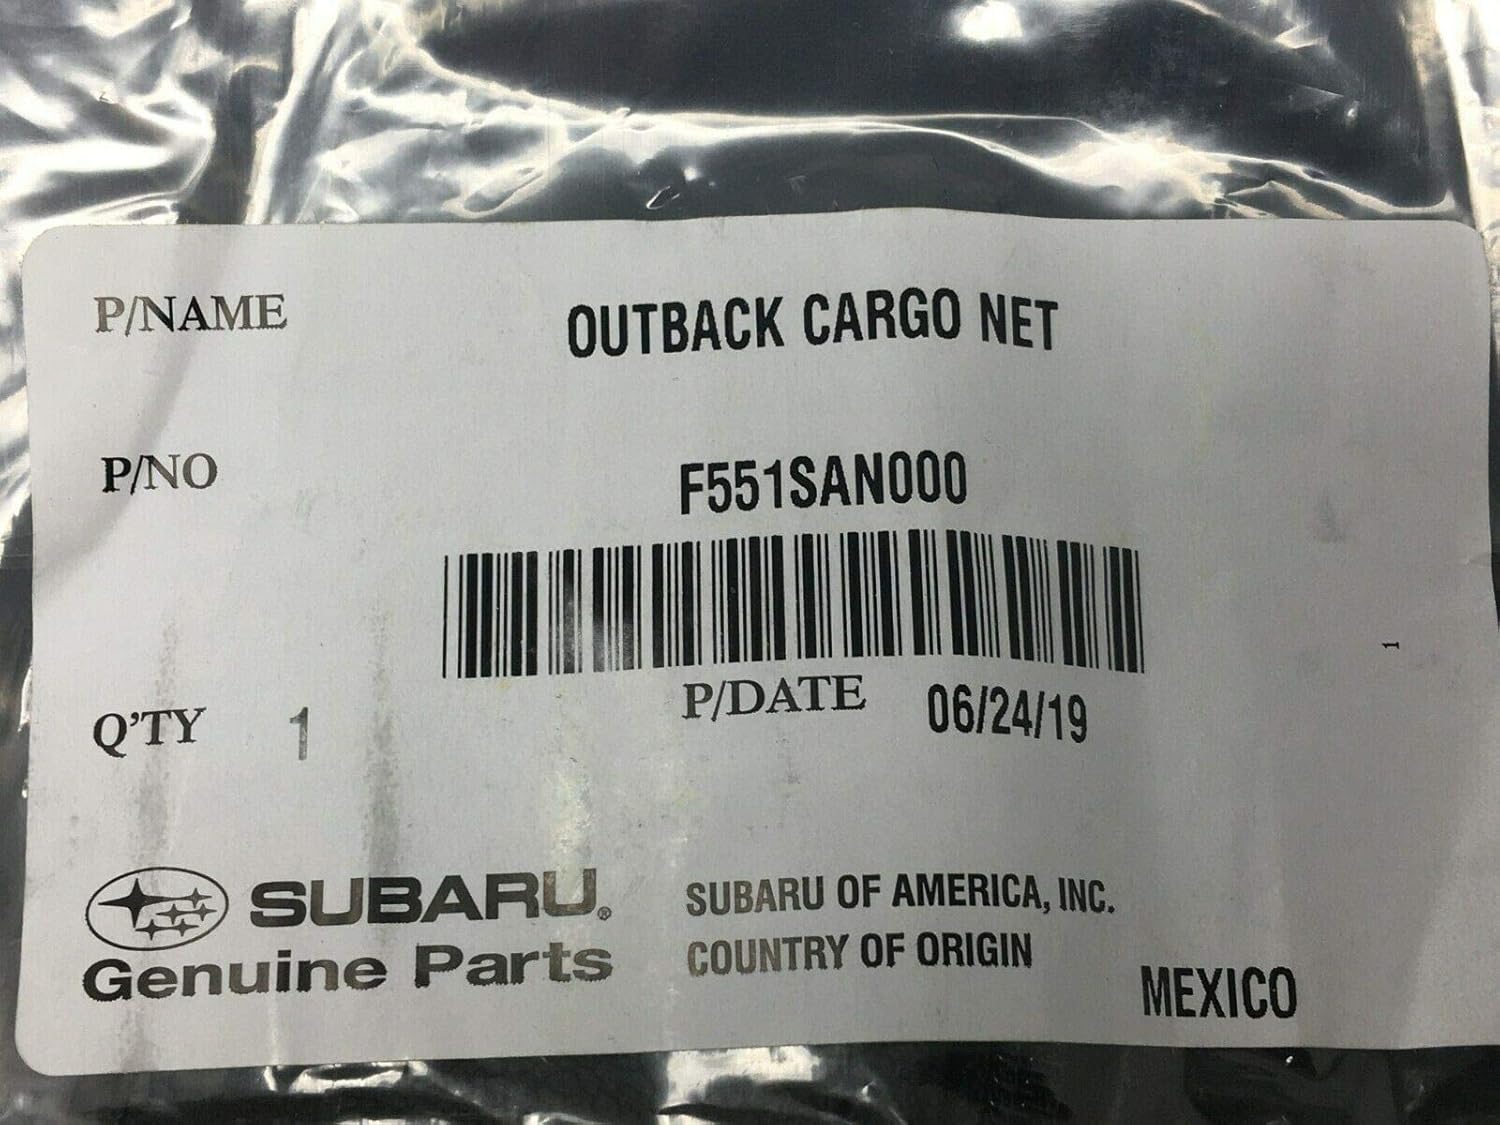 P/NAME OUTBACK CARGO NET
P/NO F551SAN000
1
Q'TY 1 P/DATE 06/24/19
SUBARU® SUBARU OF AMERICA, INC.
Genuine Parts COUNTRY OF ORIGIN
MEXICO